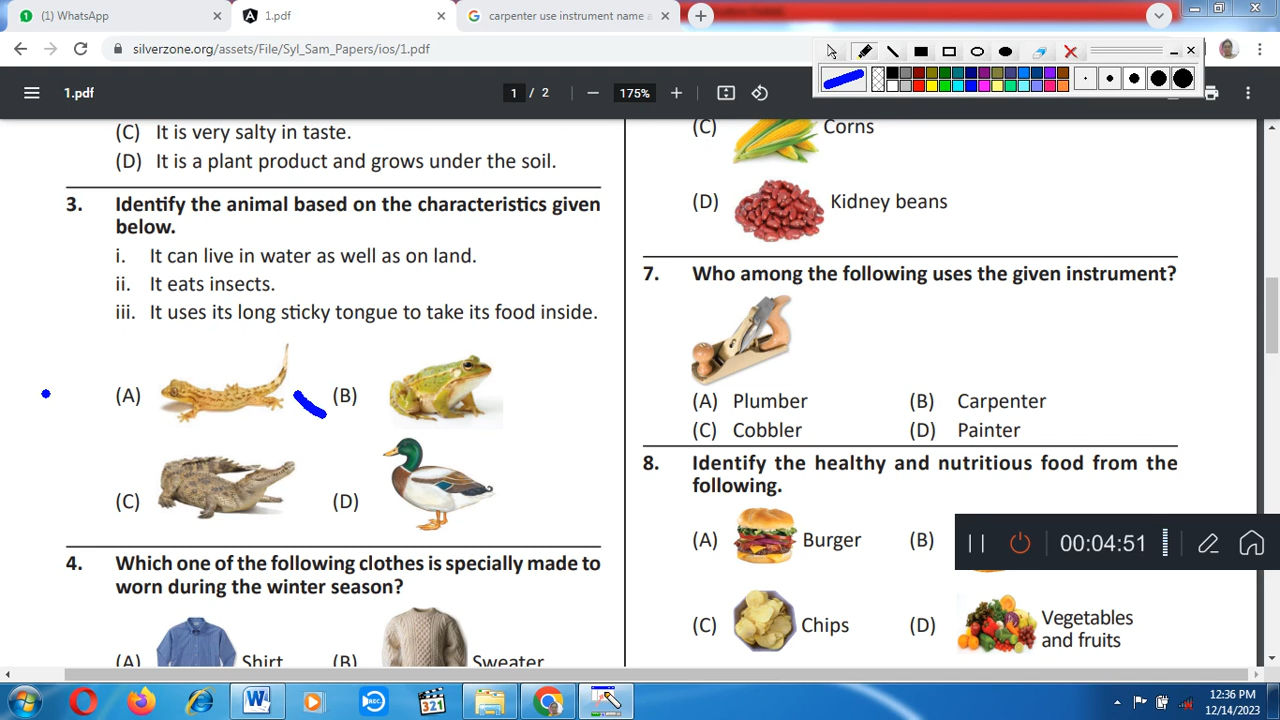 (1) WhatsApp
1.pdf
carpenter use instrument name a
silverzone.org/assets/File/Syl_Sam_Papers/ios/1.pdf
1.pdf
1 / 2
175%
(C) It is very salty in taste.
(D) It is a plant product and grows under the soil.
3. Identify the animal based on the characteristics given
below.
i. It can live in water as well as on land.
ii. It eats insects.
iii. It uses its long sticky tongue to take its food inside.
(A)
(B)
(C)
(D)
4. Which one of the following clothes is specially made to
worn during the winter season?
(A) Shirt
(B) Sweater
(C) Corns
(D) Kidney beans
7. Who among the following uses the given instrument?
(A) Plumber
(B) Carpenter
(C) Cobbler
(D) Painter
8. Identify the healthy and nutritious food from the
following.
(A) Burger
(B)
(C) Chips
(D) Vegetables
and fruits
00:04:51
W
REC
321
12:36 PM
12/14/2023